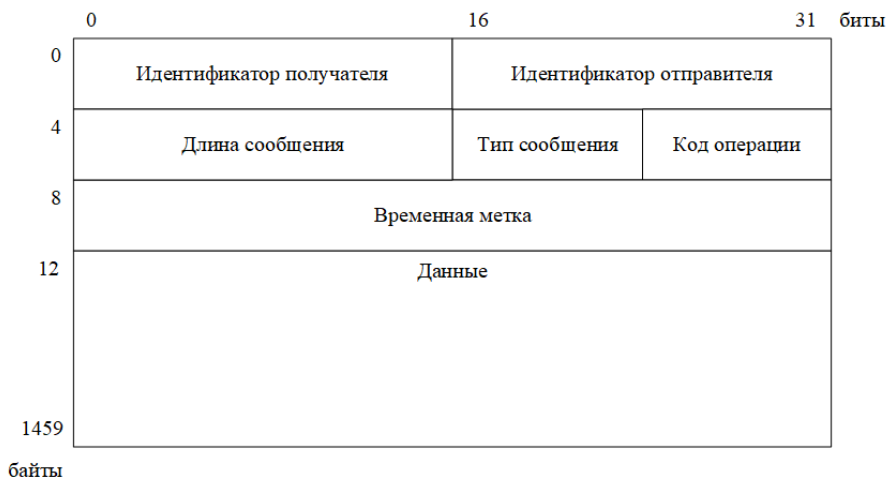 0 16 31 биты
0 Идентификатор получателя Идентификатор отправителя
4 Длина сообщения Тип сообщения Код операции
8 Временная метка
12 Данные
1459
байты